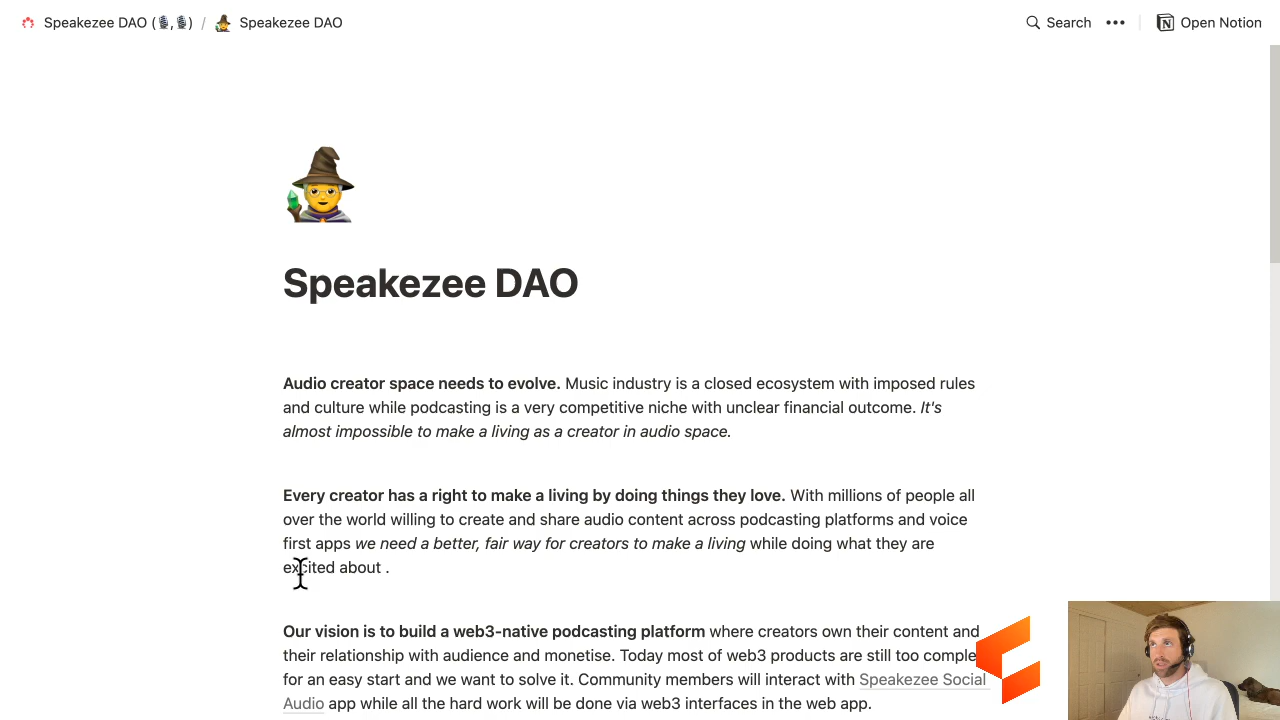 Speakezee DAO (🎙️,🎙️) / Speakezee DAO
Search ••• Open Notion
Speakezee DAO
Audio creator space needs to evolve. Music industry is a closed ecosystem with imposed rules
and culture while podcasting is a very competitive niche with unclear financial outcome. It's
almost impossible to make a living as a creator in audio space.
Every creator has a right to make a living by doing things they love. With millions of people all
over the world willing to create and share audio content across podcasting platforms and voice
first apps we need a better, fair way for creators to make a living while doing what they are
excited about .
Our vision is to build a web3-native podcasting platform where creators own their content and
their relationship with audience and monetise. Today most of web3 products are still too comple
for an easy start and we want to solve it. Community members will interact with Speakezee Social
Audio app while all the hard work will be done via web3 interfaces in the web app.